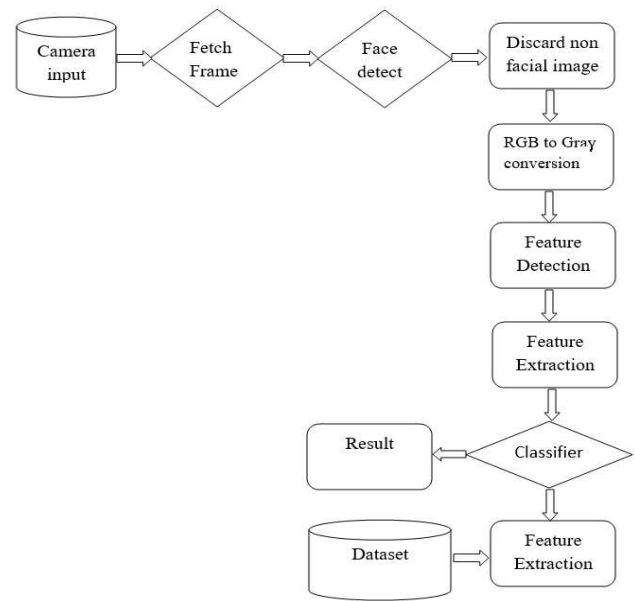 Camera
input
Fetch
Frame
Face
detect
Discard non
facial image
RGB to Gray
conversion
Feature
Detection
Feature
Extraction
Classifier
Result
Dataset
Feature
Extraction